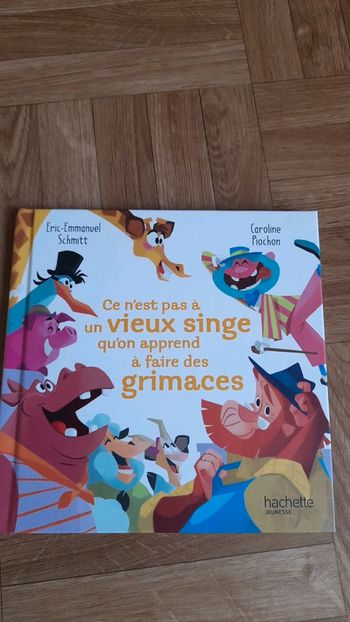 Eric-Emmanuel
Schmitt
Caroline
Piochon
Ce n'est pas à
un vieux singe
qu'on apprend
à faire des
grimaces
hachette
JEUNESSE